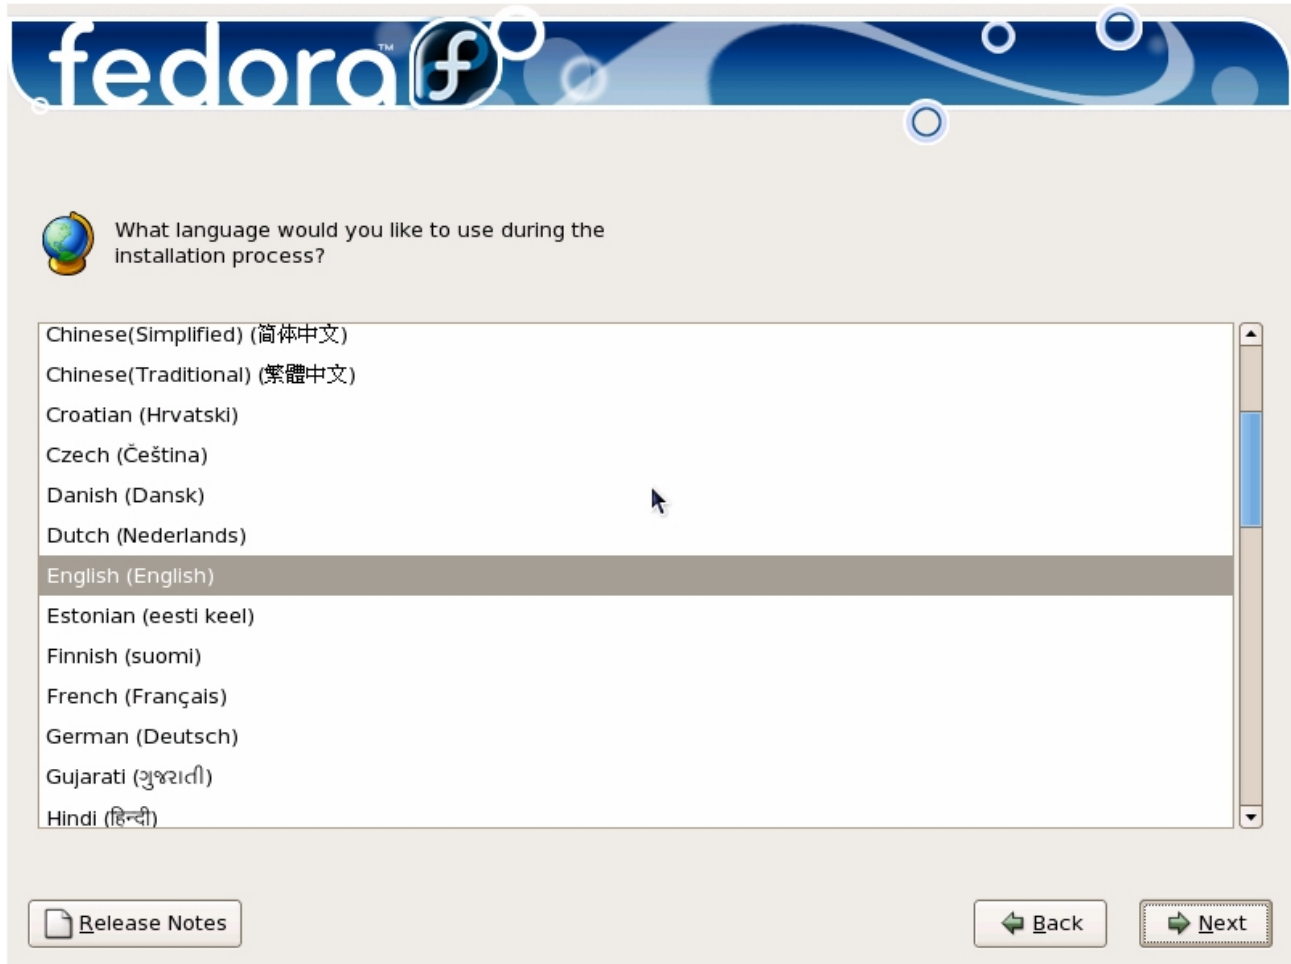 fedora™
What language would you like to use during the
installation process?
Chinese(Simplified) (简体中文)
Chinese(Traditional) (繁體中文)
Croatian (Hrvatski)
Czech (Čeština)
Danish (Dansk)
Dutch (Nederlands)
English (English)
Estonian (eesti keel)
Finnish (suomi)
French (Français)
German (Deutsch)
Gujarati (ગુજરાતી)
Hindi (हिन्दी)
Release Notes
Back
Next